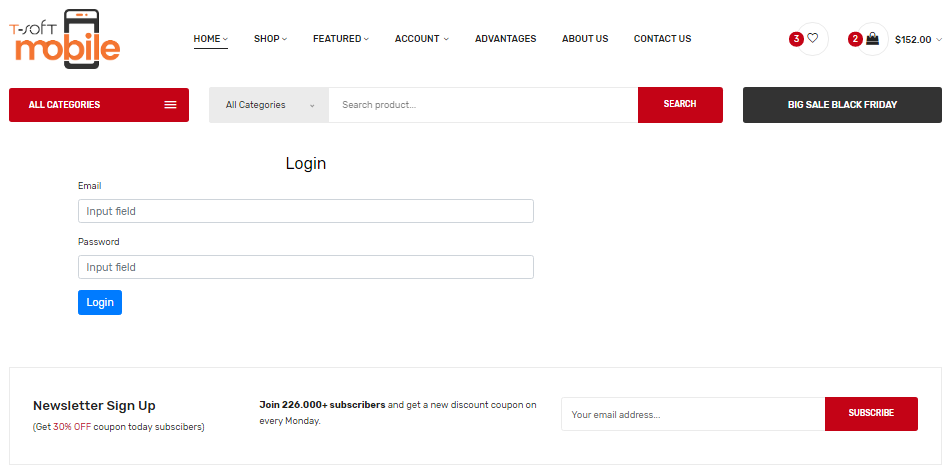 T-SOFT
mobile
HOME
SHOP
FEATURED
ACCOUNT
ADVANTAGES
ABOUT US
CONTACT US
3
2
$152.00
ALL CATEGORIES
All Categories
Search product...
SEARCH
BIG SALE BLACK FRIDAY
Login
Email
Input field
Password
Input field
Login
Newsletter Sign Up
(Get 30% OFF coupon today subscibers)
Join 226.000+ subscribers and get a new discount coupon on
every Monday.
Your email address...
SUBSCRIBE